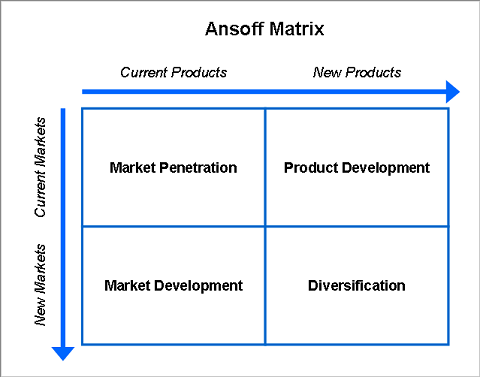 Ansoff Matrix
Current Products
New Products
Current Markets
Market Penetration
Product Development
New Markets
Market Development
Diversification